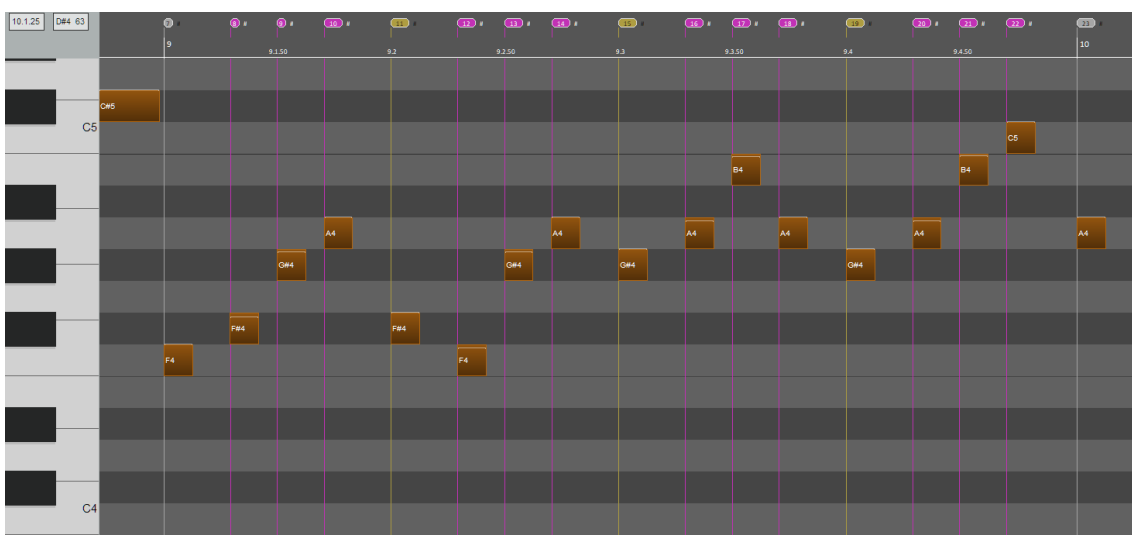 10.1.25 D#4 63
7 # 8 # 9 # 10 # 11 # 12 # 13 # 14 # 15 # 16 # 17 # 18 # 19 # 20 # 21 # 22 # 23 #
9 9.1.50 9.2 9.2.50 9.3 9.3.50 9.4 9.4.50 10
C#5
C5
C5
B4 B4
A4 A4 A4 A4 A4 A4
G#4 G#4 G#4 G#4
F#4 F#4
F4 F4
C4